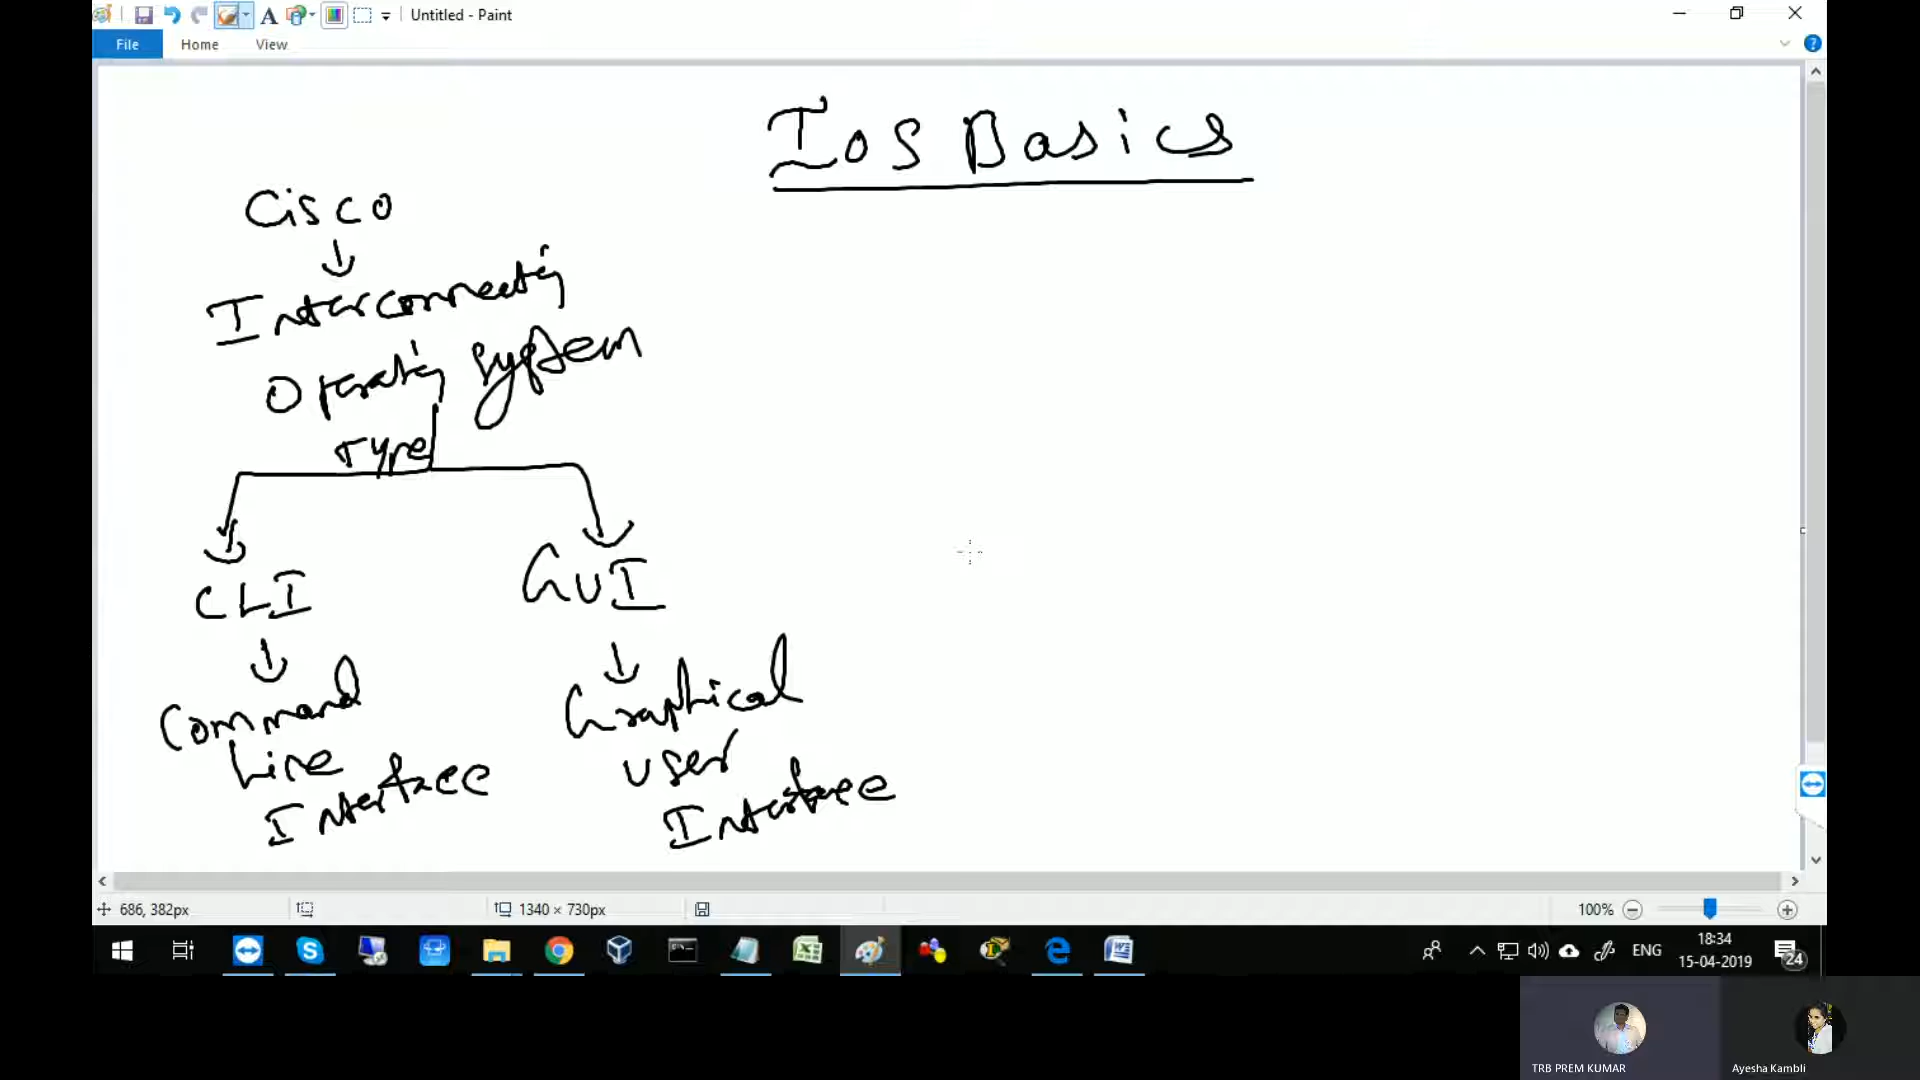 Untitled - Paint
File Home View
IOS Basics
Cisco
Interconnecting
Operating System
Type
CLI GUI
Command Graphical
Line User
Interface Interface
686, 382px 1340 × 730px 100%
ENG 18:34
15-04-2019 24
TRB PREM KUMAR Ayesha Kambli